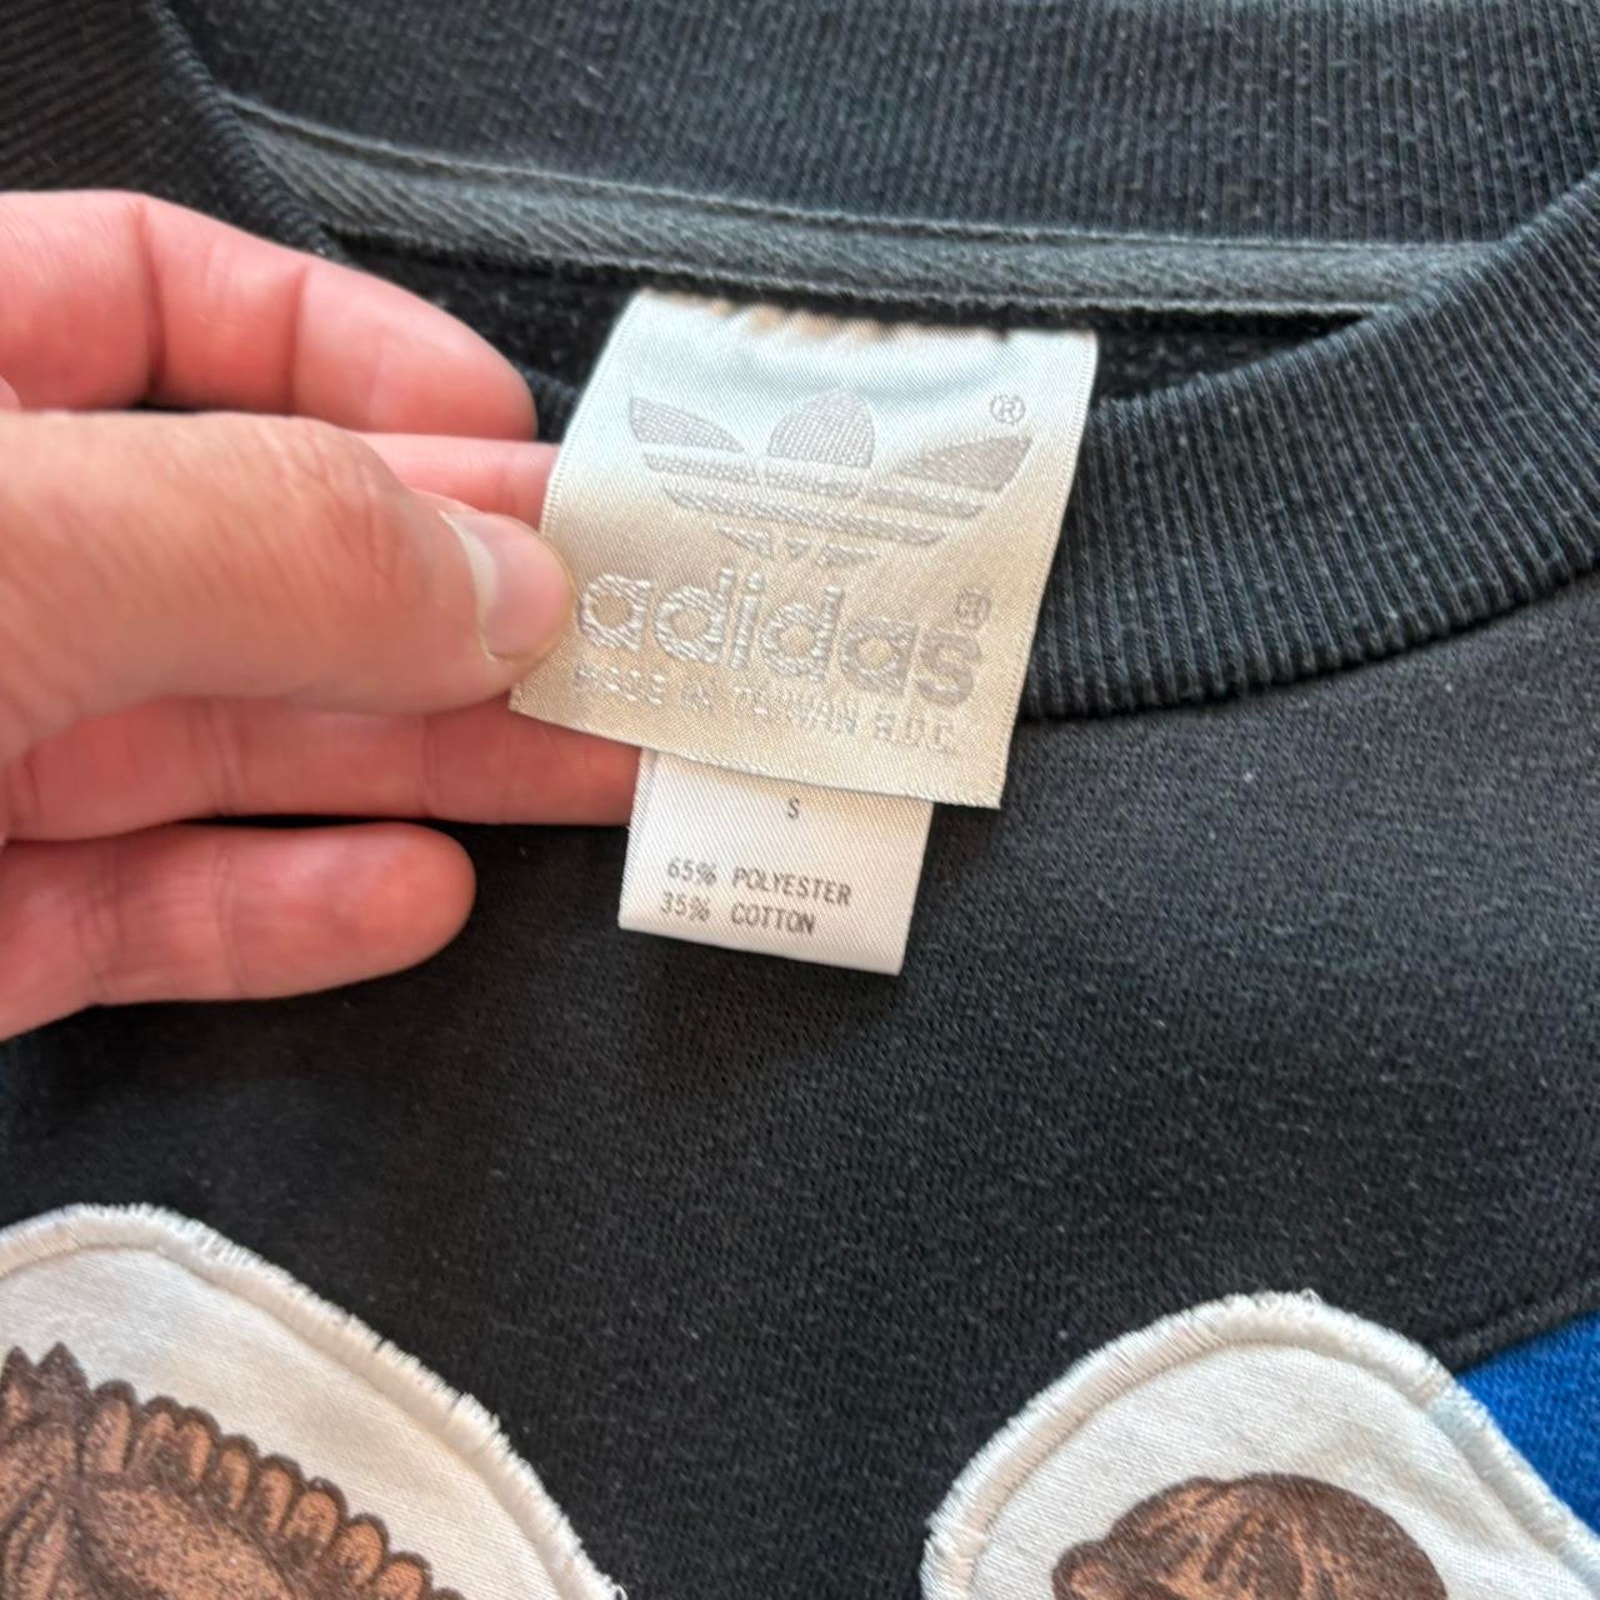 ®
adidas®
MADE IN TAIWAN R.O.C.
S
65% POLYESTER
35% COTTON